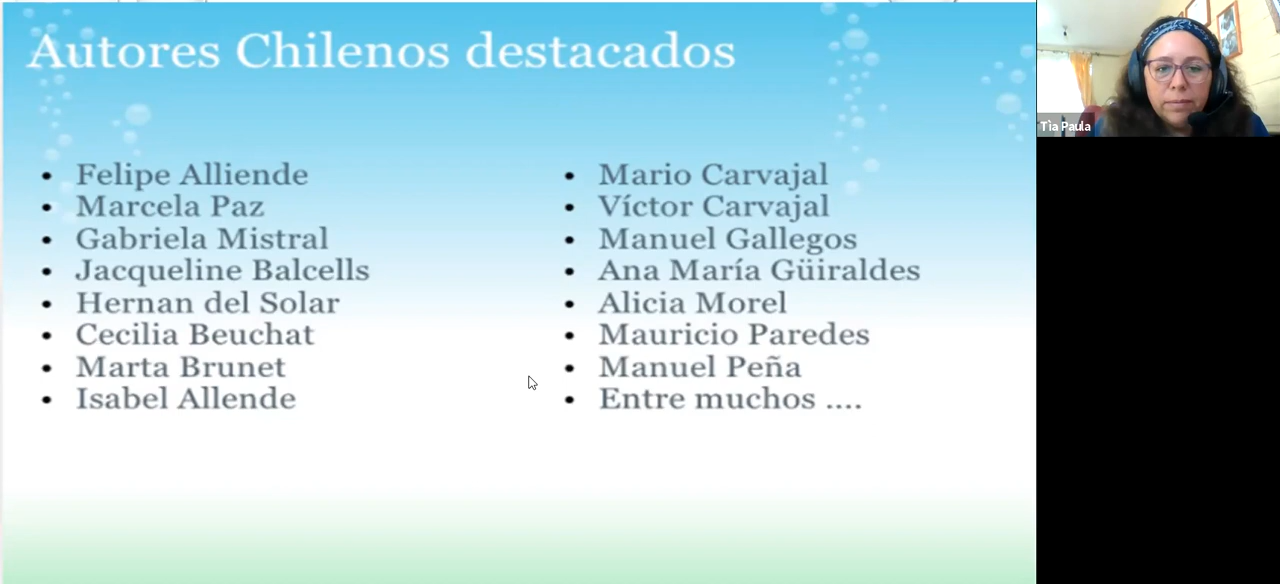 Autores Chilenos destacados
• Felipe Alliende
• Marcela Paz
• Gabriela Mistral
• Jacqueline Balcells
• Hernan del Solar
• Cecilia Beuchat
• Marta Brunet
• Isabel Allende
• Mario Carvajal
• Víctor Carvajal
• Manuel Gallegos
• Ana María Güiraldes
• Alicia Morel
• Mauricio Paredes
• Manuel Peña
• Entre muchos ....
Tìa Paula